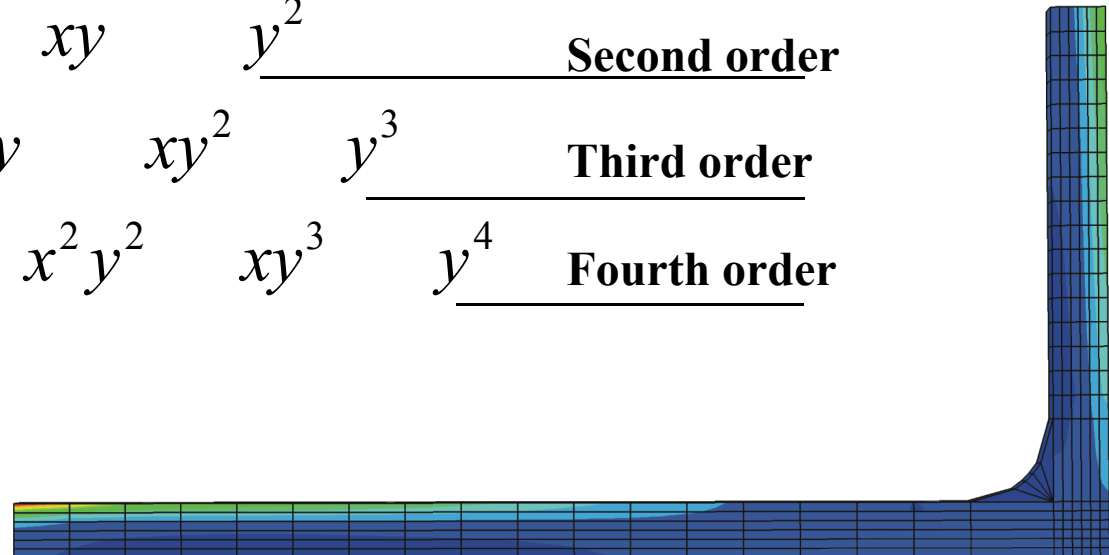 xy y² Second order
y xy² y³ Third order
x²y² xy³ y⁴ Fourth order